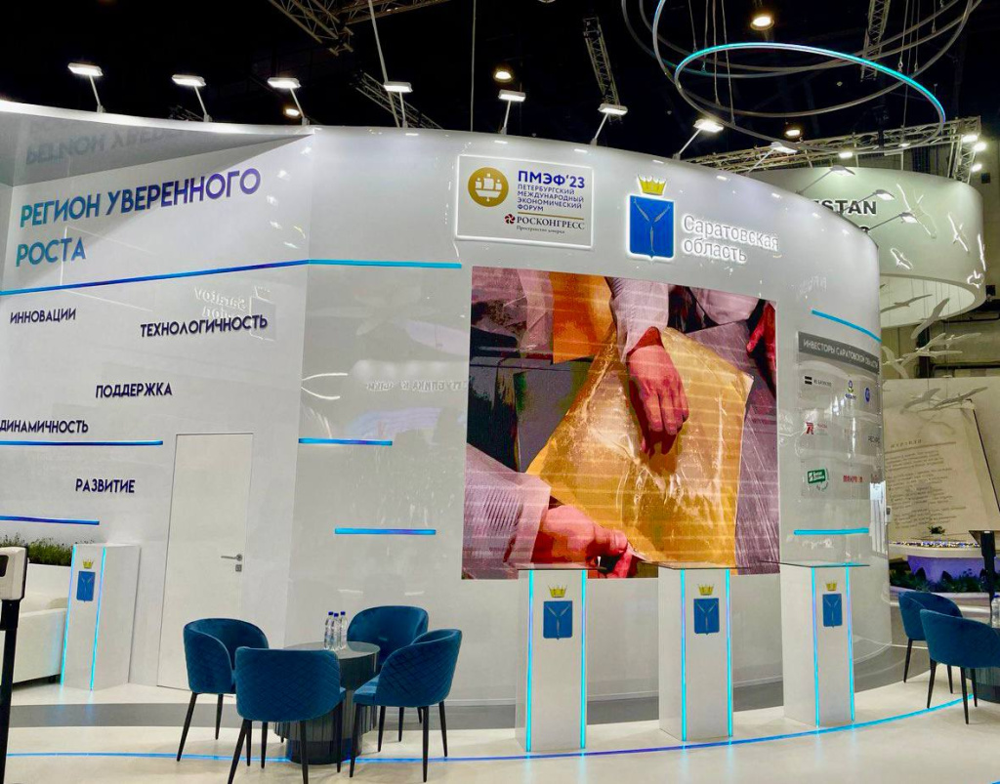 РЕГИОН УВЕРЕННОГО
РОСТА
ИННОВАЦИИ
ТЕХНОЛОГИЧНОСТЬ
ПОДДЕРЖКА
ДИНАМИЧНОСТЬ
РАЗВИТИЕ
ПМЭФ'23
ПЕТЕРБУРГСКИЙ
МЕЖДУНАРОДНЫЙ
ЭКОНОМИЧЕСКИЙ
ФОРУМ
РОСКОНГРЕСС
Пространство доверия
Саратовская
область
STAN
ИНВЕСТОРЫ САРАТОВСКОЙ ОБЛАСТИ